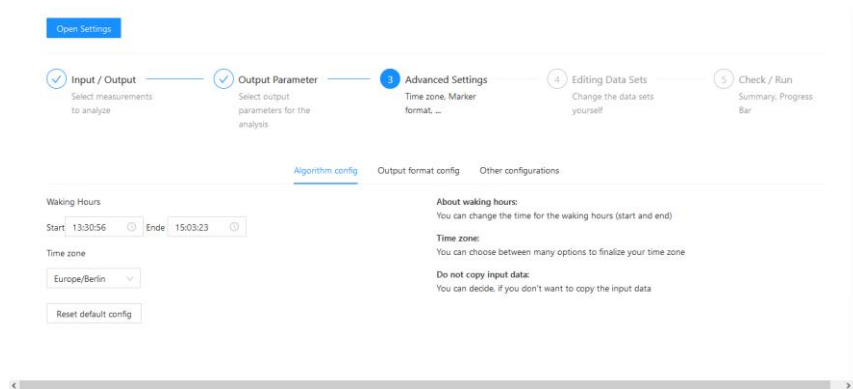 Open Settings
Input / Output
Select measurements
to analyze
Output Parameter
Select output
parameters for the
analysis
3 Advanced Settings
Time zone, Marker
format, ...
4 Editing Data Sets
Change the data sets
yourself
5 Check / Run
Summary, Progress
Bar
Algorithm config Output format config Other configurations
Waking Hours
Start 13:30:56 Ende 15:03:23
Time zone
Europe/Berlin
Reset default config
About waking hours:
You can change the time for the waking hours (start and end)
Time zone:
You can choose between many options to finalize your time zone
Do not copy input data:
You can decide, if you don't want to copy the input data